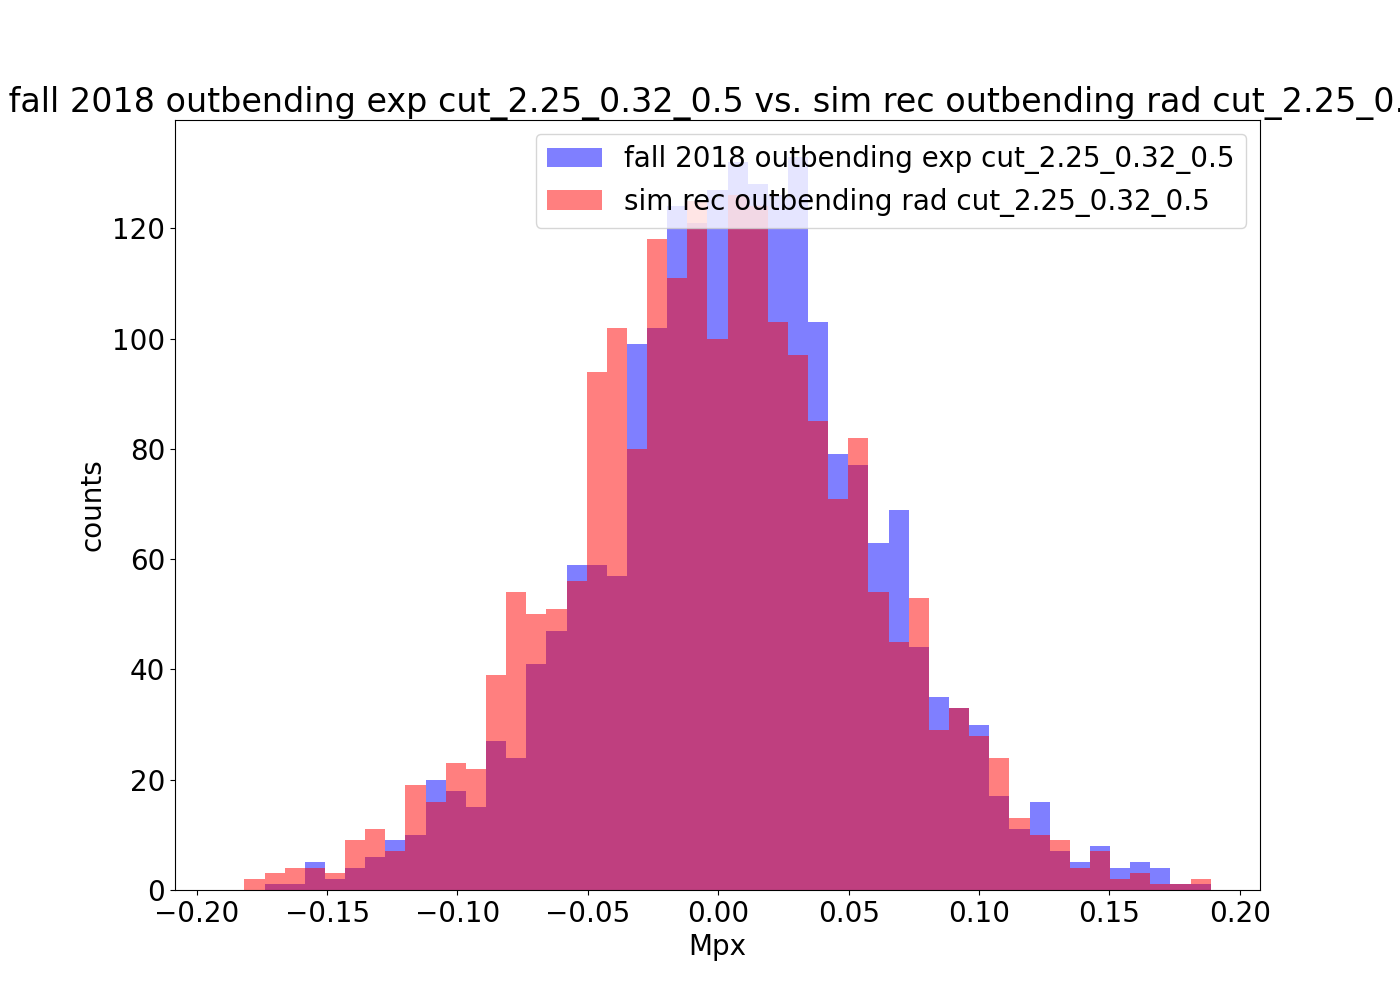 fall 2018 outbending exp cut_2.25_0.32_0.5 vs. sim rec outbending rad cut_2.25_0.
fall 2018 outbending exp cut_2.25_0.32_0.5
sim rec outbending rad cut_2.25_0.32_0.5
counts
120
100
80
60
40
20
0
−0.20 −0.15 −0.10 −0.05 0.00 0.05 0.10 0.15 0.20
Mpx